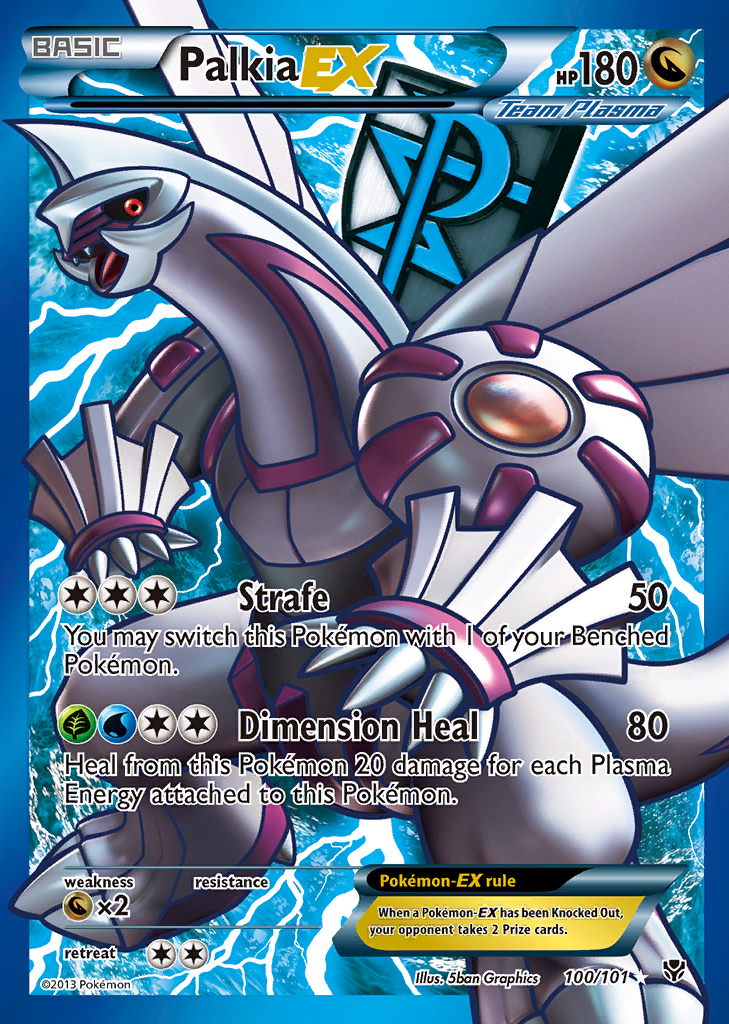 BASIC
Palkia EX
HP 180
Team Plasma
Strafe 50
You may switch this Pokémon with 1 of your Benched
Pokémon.
Dimension Heal 80
Heal from this Pokémon 20 damage for each Plasma
Energy attached to this Pokémon.
weakness resistance
×2
retreat
Pokémon-EX rule
When a Pokémon-EX has been Knocked Out,
your opponent takes 2 Prize cards.
©2013 Pokémon
Illus. 5ban Graphics 100/101